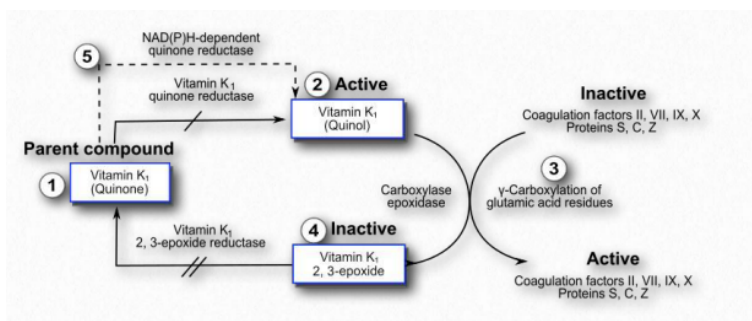 NAD(P)H-dependent
quinone reductase
5
Vitamin K₁
quinone reductase
2 Active
Vitamin K₁
(Quinol)
Inactive
Coagulation factors II, VII, IX, X
Proteins S, C, Z
Parent compound
1
Vitamin K₁
(Quinone)
Carboxylase
epoxidase
3
γ-Carboxylation of
glutamic acid residues
Vitamin K₁
2, 3-epoxide reductase
4 Inactive
Vitamin K₁
2, 3-epoxide
Active
Coagulation factors II, VII, IX, X
Proteins S, C, Z